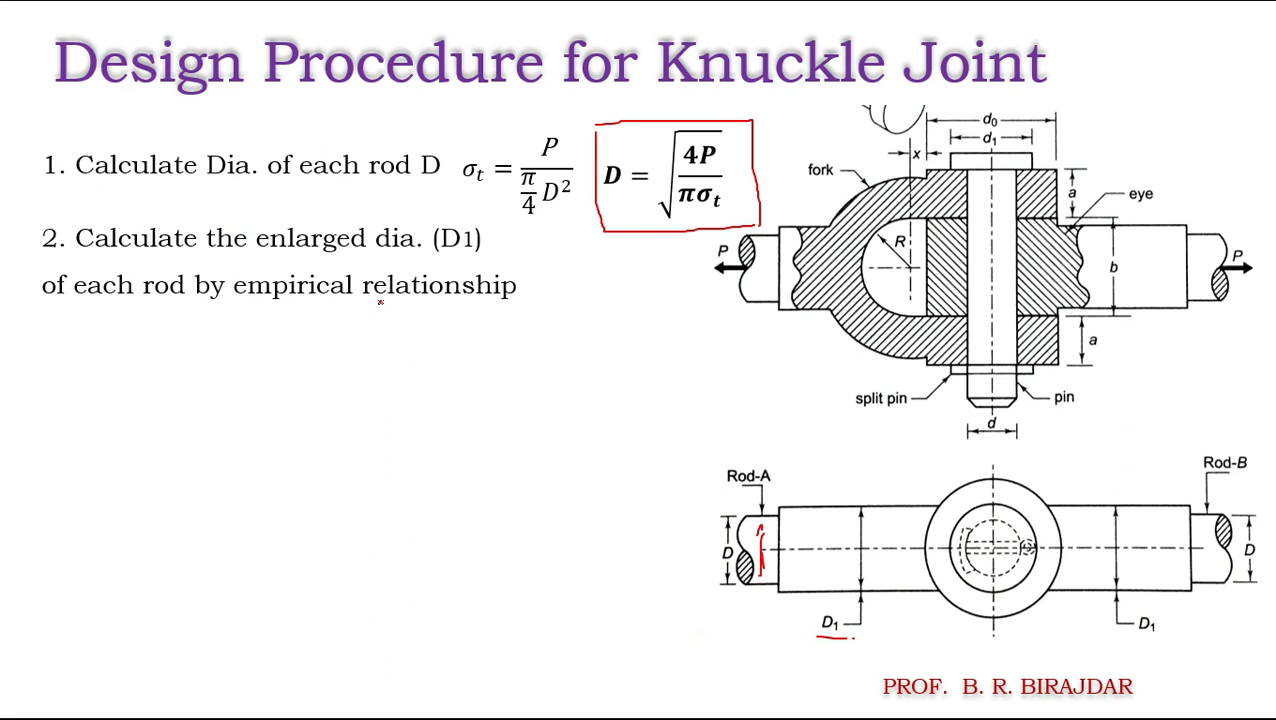 Design Procedure for Knuckle Joint
1. Calculate Dia. of each rod D σₜ = P / (π/4 D²) D = √(4P/πσₜ)
2. Calculate the enlarged dia. (D1)
of each rod by empirical relationship
d₀
d₁
x
fork
a
eye
R
P
P
b
a
split pin
pin
d
Rod-A
Rod-B
D
D
D₁
D₁
PROF. B. R. BIRAJDAR